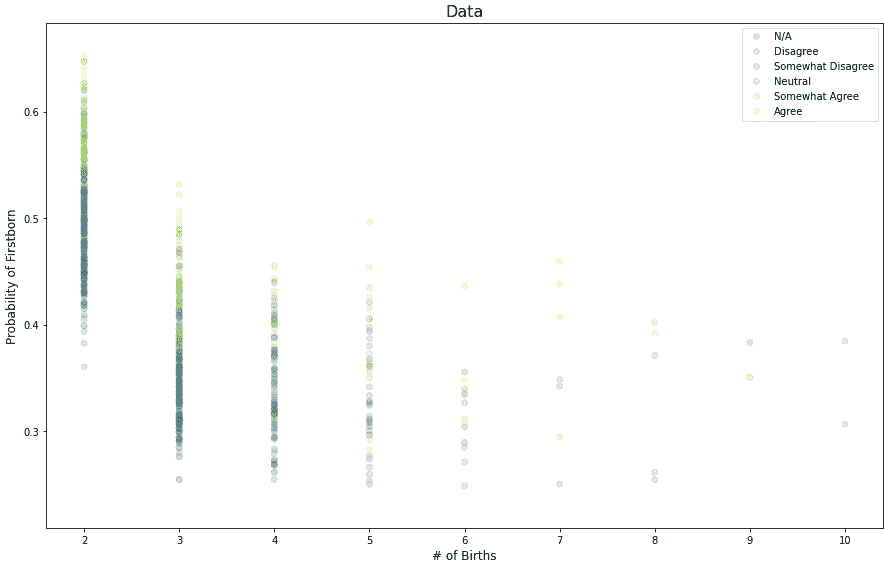 Data
N/A
Disagree
Somewhat Disagree
Neutral
Somewhat Agree
Agree
Probability of Firstborn
0.6
0.5
0.4
0.3
2 3 4 5 6 7 8 9 10
# of Births